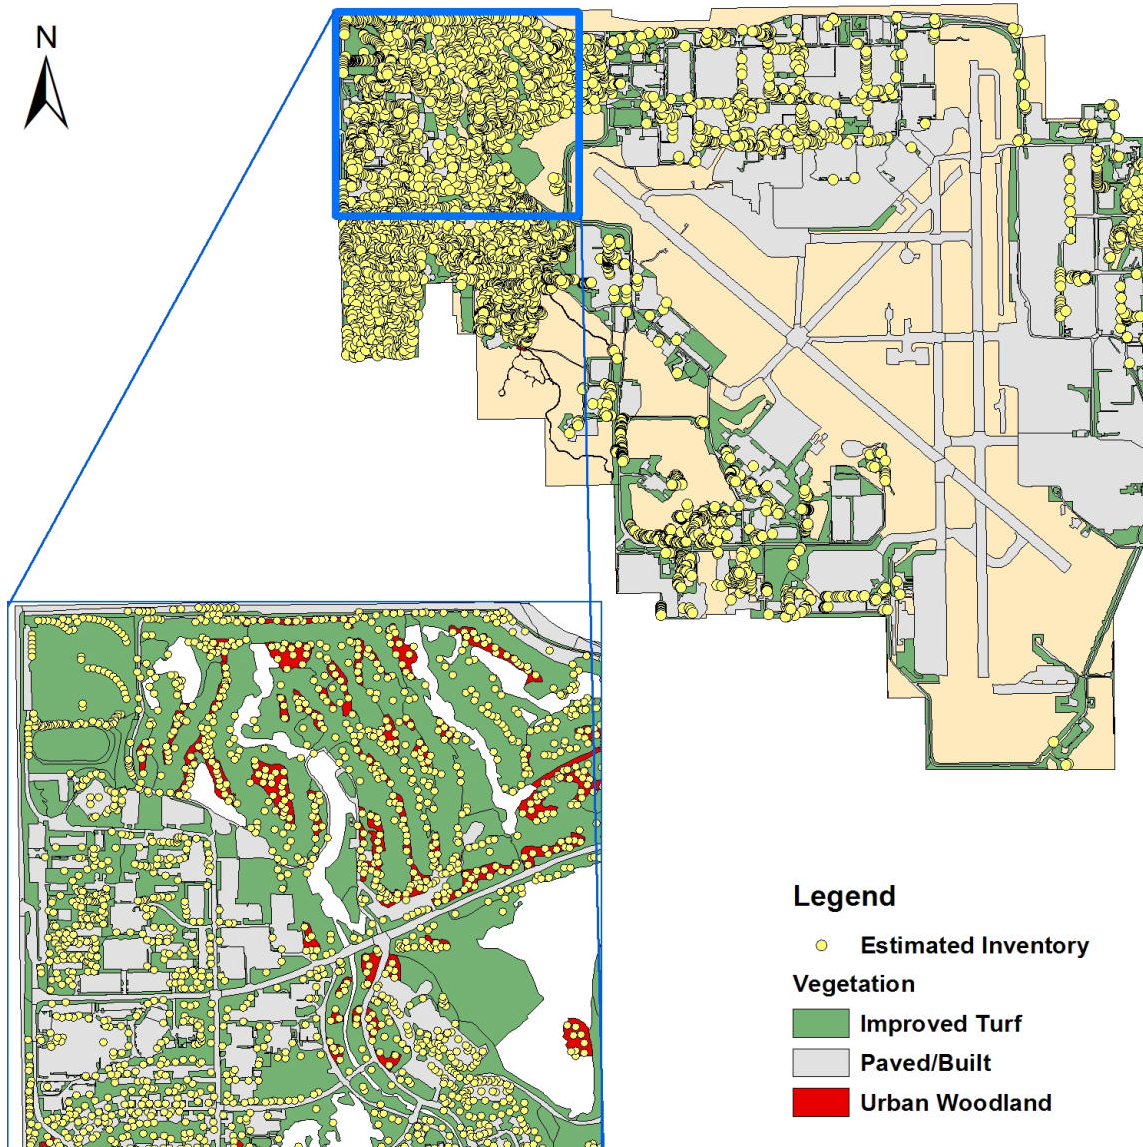 N
Legend
Estimated Inventory
Vegetation
Improved Turf
Paved/Built
Urban Woodland